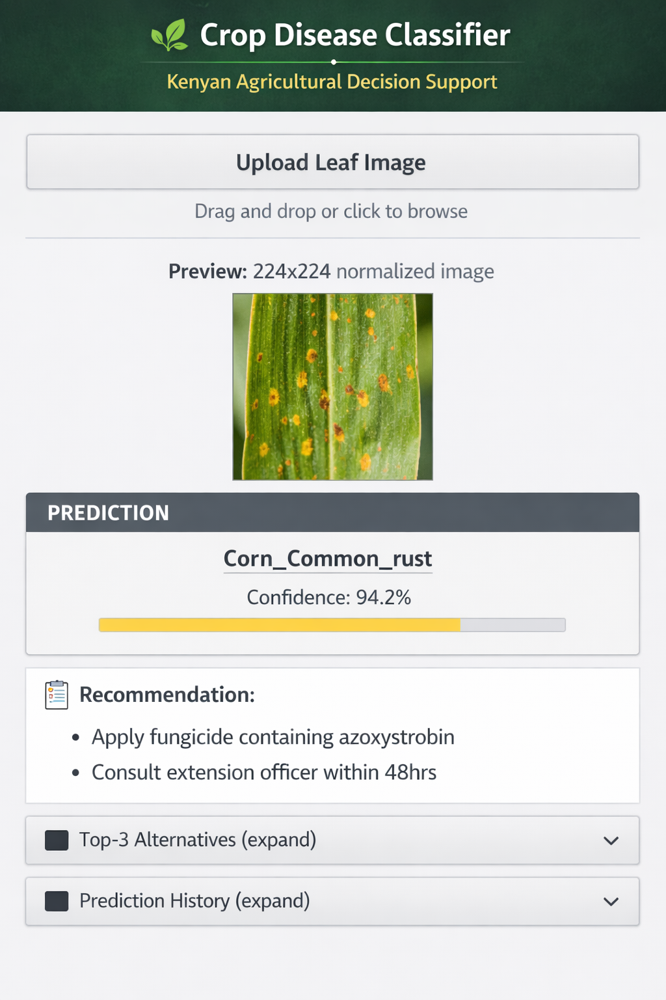 Crop Disease Classifier
Kenyan Agricultural Decision Support
Upload Leaf Image
Drag and drop or click to browse
Preview: 224x224 normalized image
PREDICTION
Corn_Common_rust
Confidence: 94.2%
Recommendation:
• Apply fungicide containing azoxystrobin
• Consult extension officer within 48hrs
Top-3 Alternatives (expand)
Prediction History (expand)